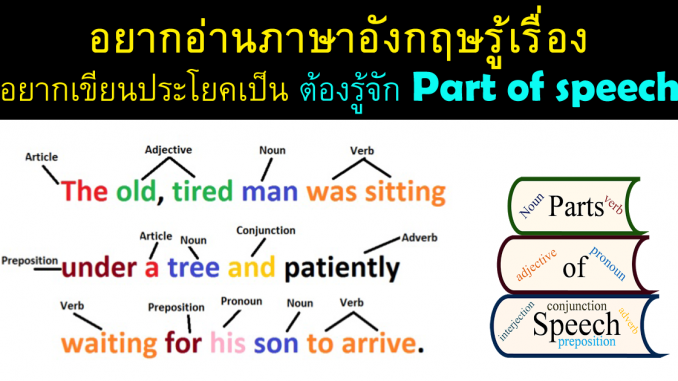 อยากอ่านภาษาอังกฤษรู้เรื่อง
อยากเขียนประโยคเป็น ต้องรู้จัก Part of speech
Article Adjective Noun Verb
The old, tired man was sitting
Preposition Article Noun Conjunction Adverb
under a tree and patiently
Verb Preposition Pronoun Noun Verb
waiting for his son to arrive.
Noun Parts verb
adjective of pronoun
interjection conjunction adverb
Speech
preposition